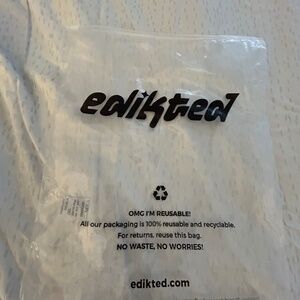 edikted
OMG I'M REUSABLE!
All our packaging is 100% reusable and recyclable.
For returns, reuse this bag.
NO WASTE, NO WORRIES!
edikted.com